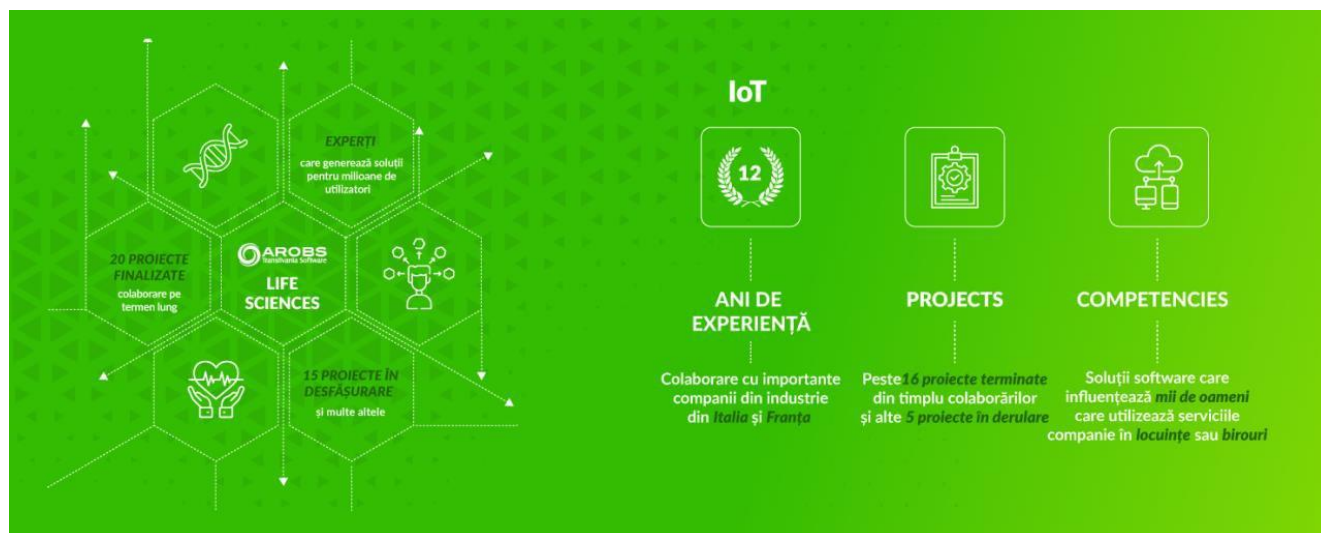 EXPERȚI
care generează soluții
pentru milioane de
utilizatori
20 PROIECTE
FINALIZATE
colaborare pe
termen lung
AROBS
Transilvania Software
LIFE
SCIENCES
15 PROIECTE ÎN
DESFĂȘURARE
și multe altele
IoT
12
ANI DE
EXPERIENȚĂ
Colaborare cu importante
companii din industrie
din Italia și Franța
PROJECTS
Peste 16 proiecte terminate
din timplu colaborărilor
și alte 5 proiecte în derulare
COMPETENCIES
Soluții software care
influențează mii de oameni
care utilizează serviciile
companie în locuințe sau birouri